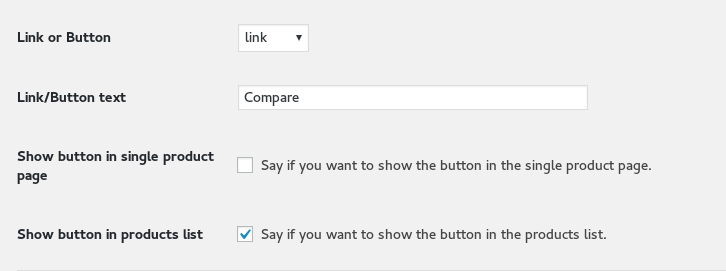 Link or Button link
Link/Button text Compare
Show button in single product page Say if you want to show the button in the single product page.
Show button in products list Say if you want to show the button in the products list.